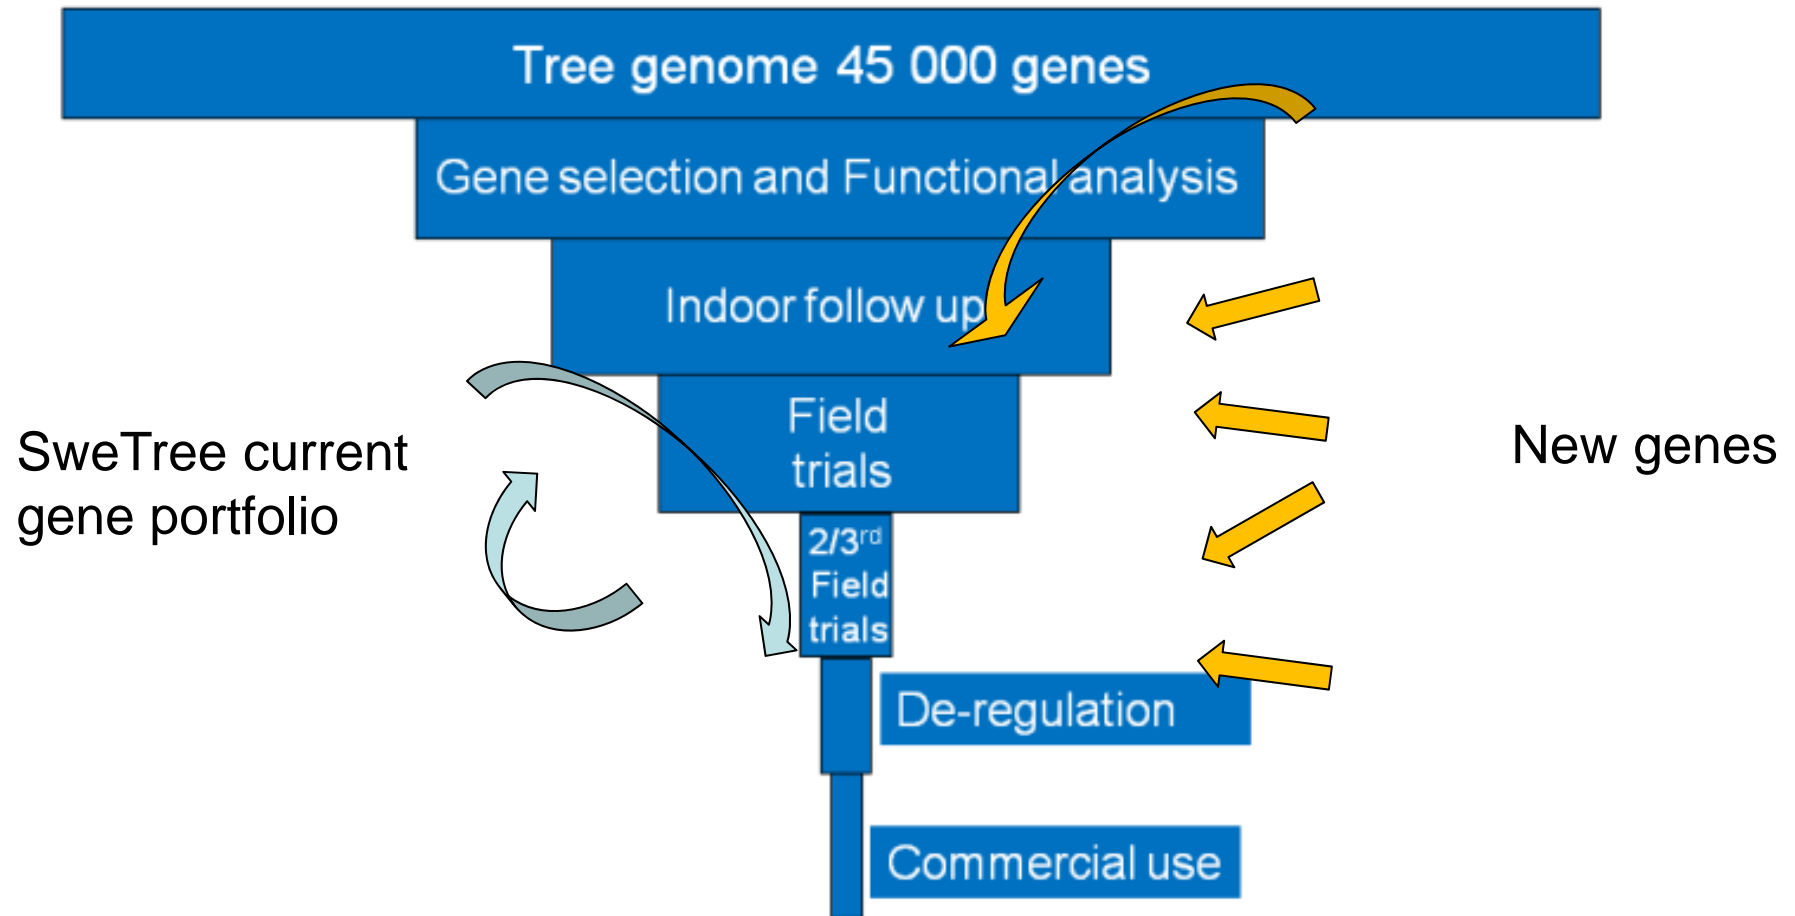 Tree genome 45 000 genes
Gene selection and Functional analysis
Indoor follow up
Field
trials
SweTree current
gene portfolio
New genes
2/3rd
Field
trials
De-regulation
Commercial use